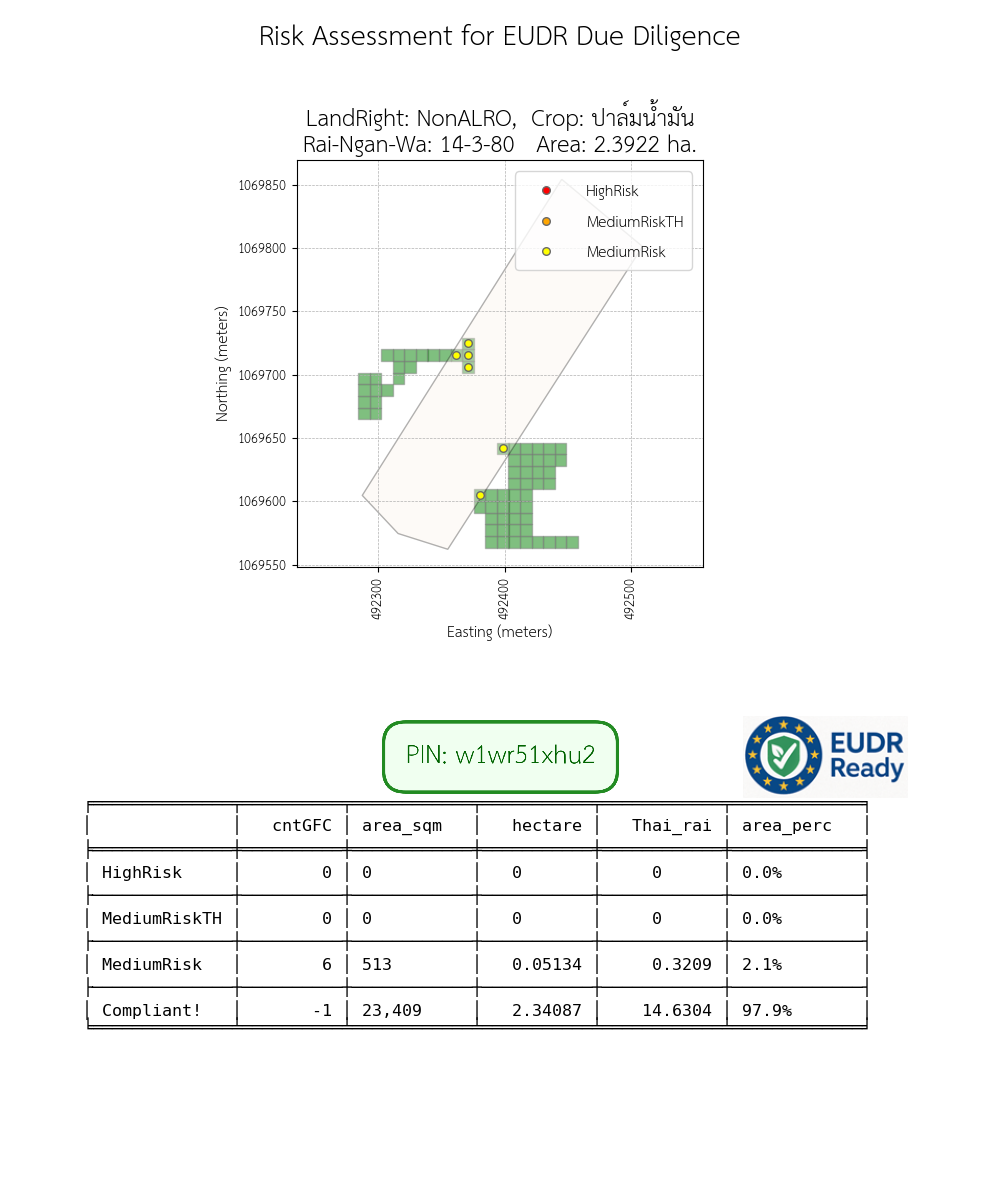 Risk Assessment for EUDR Due Diligence
LandRight: NonALRO,  Crop: ปาล์มน้ำมัน
Rai-Ngan-Wa: 14-3-80   Area: 2.3922 ha.
HighRisk
MediumRiskTH
MediumRisk
1069850
1069800
1069750
1069700
1069650
1069600
1069550
Northing (meters)
492300
492400
492500
Easting (meters)
PIN: w1wr51xhu2
EUDR
Ready
cntGFC area_sqm hectare Thai_rai area_perc
HighRisk 0 0 0 0 0.0%
MediumRiskTH 0 0 0 0 0.0%
MediumRisk 6 513 0.05134 0.3209 2.1%
Compliant! -1 23,409 2.34087 14.6304 97.9%